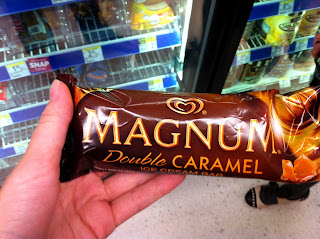 SNAP
MAGNUM
Double CARAMEL
ICE CREAM BAR